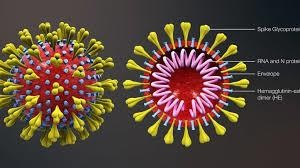 Spike Glycoprotei
RNA and N protein
Envelope
Hemagglutinin-est
dimer (HE)